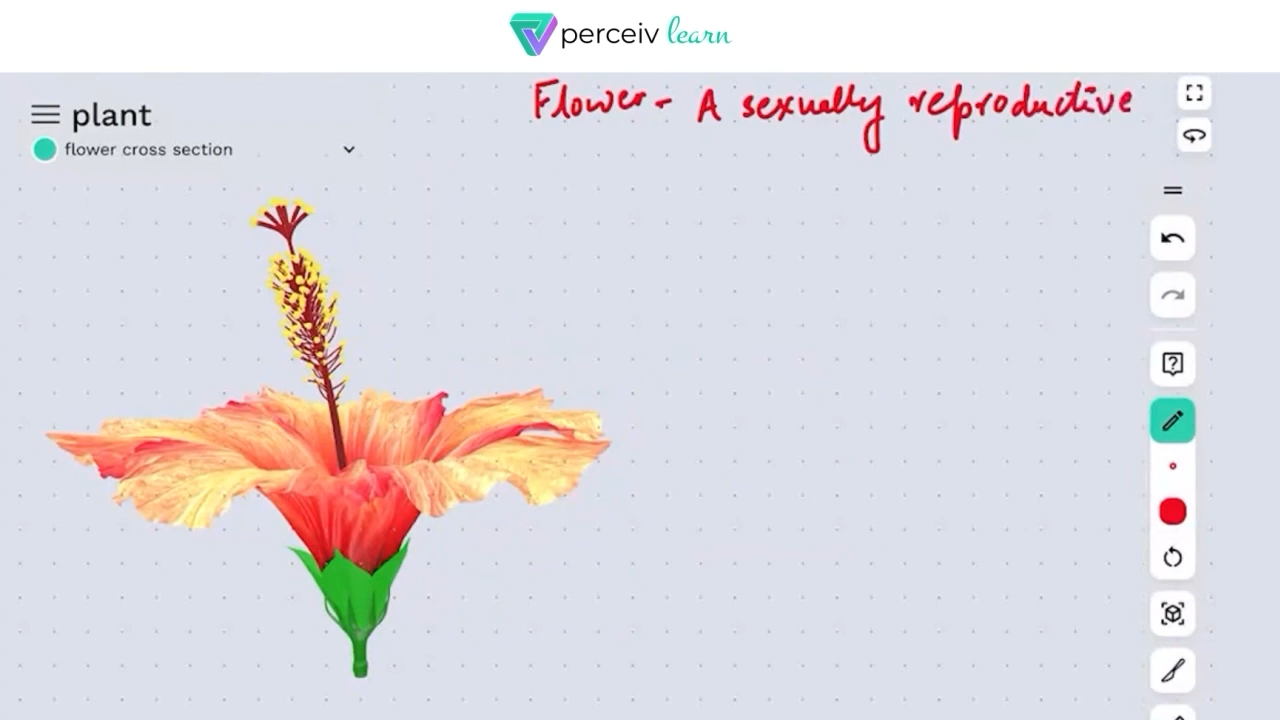 perceiv learn
Flower - A sexually reproductive
plant
flower cross section